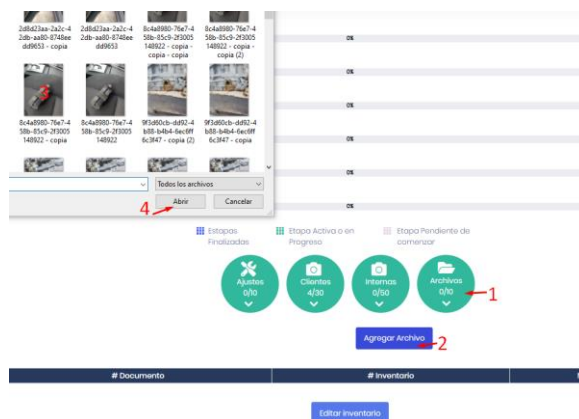 2d8d23aa-2a2c-4
2db-aa80-8748ee
dd9653 - copia
2d8d23aa-2a2c-4
2db-aa80-8748ee
dd9653
8c4a8980-76e7-4
58b-85c9-2f3005
148922 - copia -
copia - copia
8c4a8980-76e7-4
58b-85c9-2f3005
148922 - copia -
copia (2)
0%
0%
3
8c4a8980-76e7-4
58b-85c9-2f3005
148922 - copia
8c4a8980-76e7-4
58b-85c9-2f3005
148922
9f3d60cb-dd92-4
b88-b4b4-6ec6ff
6c3f47 - copia (2)
9f3d60cb-dd92-4
b88-b4b4-6ec6ff
6c3f47 - copia
0%
0%
0%
Todos los archivos
4
Abrir
Cancelar
0%
Estapas
Finalizadas
Etapa Activa o en
Progreso
Etapa Pendiente de
comenzar
Ajustes
0/10
Clientes
4/30
Internas
0/50
Archivos
0/10
1
Agregar Archivo
2
# Documento
# Inventario
Editar inventario